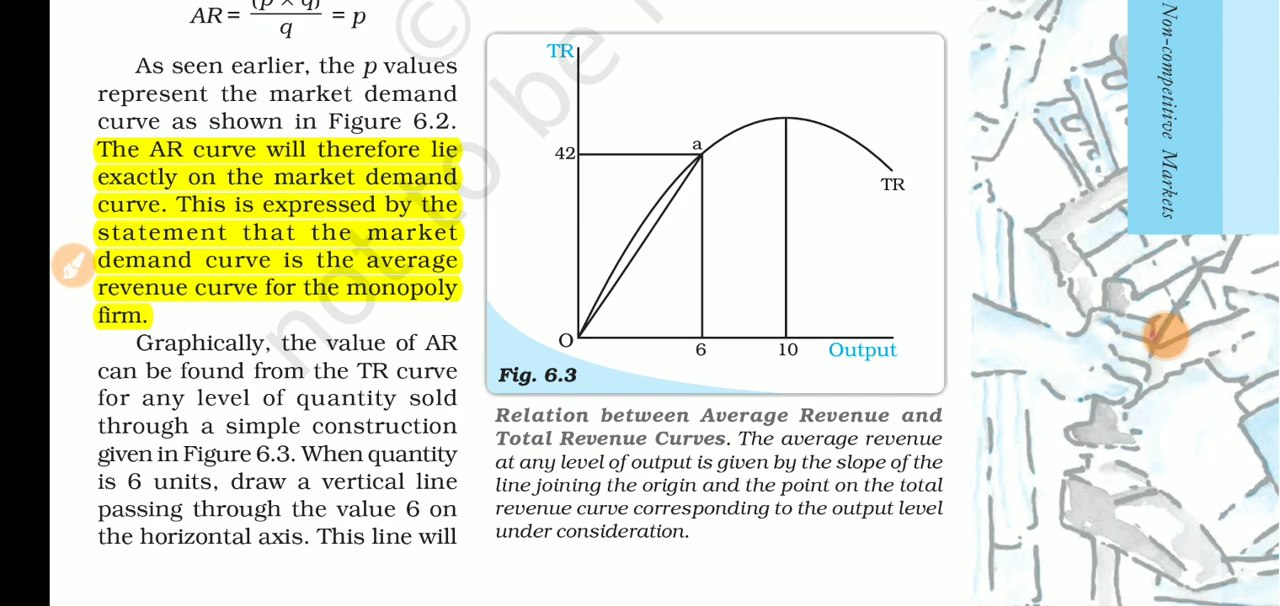 AR = (p × q) / q = p
As seen earlier, the p values
represent the market demand
curve as shown in Figure 6.2.
The AR curve will therefore lie
exactly on the market demand
curve. This is expressed by the
statement that the market
demand curve is the average
revenue curve for the monopoly
firm.
Graphically, the value of AR
can be found from the TR curve
for any level of quantity sold
through a simple construction
given in Figure 6.3. When quantity
is 6 units, draw a vertical line
passing through the value 6 on
the horizontal axis. This line will
TR
42
a
TR
O
6
10
Output
Fig. 6.3
Relation between Average Revenue and
Total Revenue Curves. The average revenue
at any level of output is given by the slope of the
line joining the origin and the point on the total
revenue curve corresponding to the output level
under consideration.
Non-competitive Markets
©
not to be